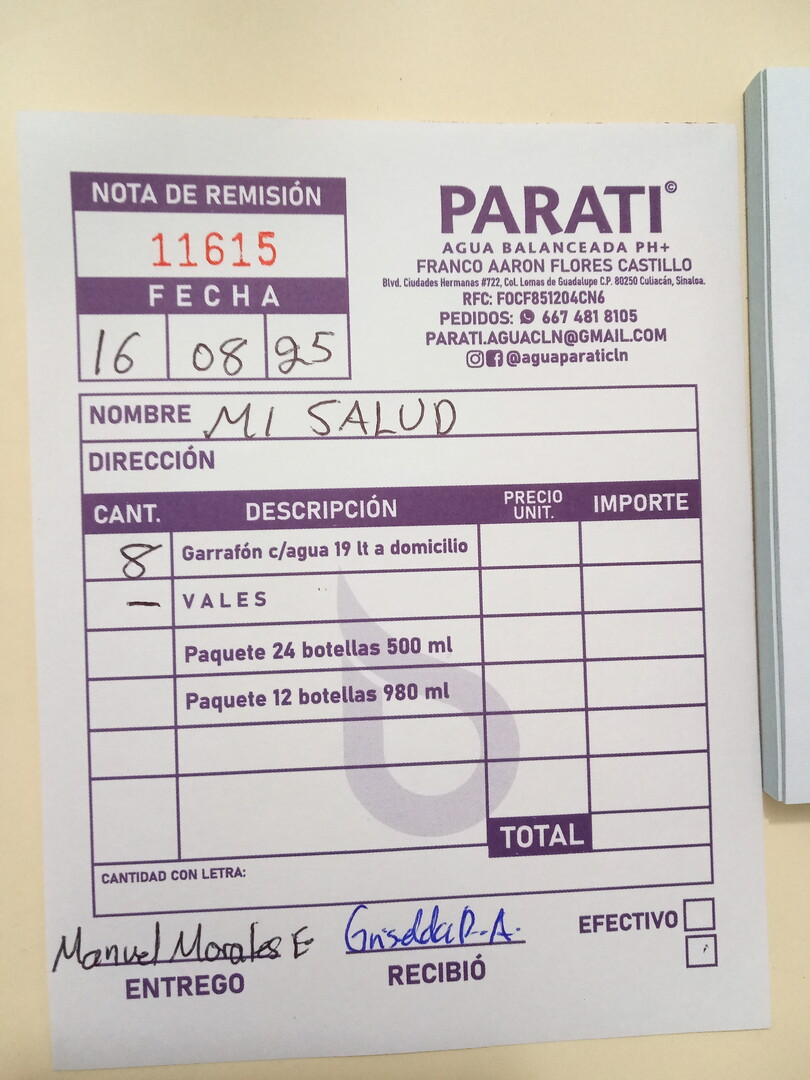 NOTA DE REMISIÓN
11615
FECHA
16 08 25
PARATI©
AGUA BALANCEADA PH+
FRANCO AARON FLORES CASTILLO
Blvd. Ciudades Hermanas #722, Col. Lomas de Guadalupe C.P. 80250 Culiacán, Sinaloa.
RFC: FOCF851204CN6
PEDIDOS: 667 481 8105
PARATI.AGUACLN@GMAIL.COM
@aguaparaticln
NOMBRE MI SALUD
DIRECCIÓN
CANT. DESCRIPCIÓN PRECIO UNIT. IMPORTE
8 Garrafón c/agua 19 lt a domicilio
— VALES
Paquete 24 botellas 500 ml
Paquete 12 botellas 980 ml
TOTAL
CANTIDAD CON LETRA:
Manuel Morales E Griselda P.A. EFECTIVO
ENTREGO RECIBIÓ